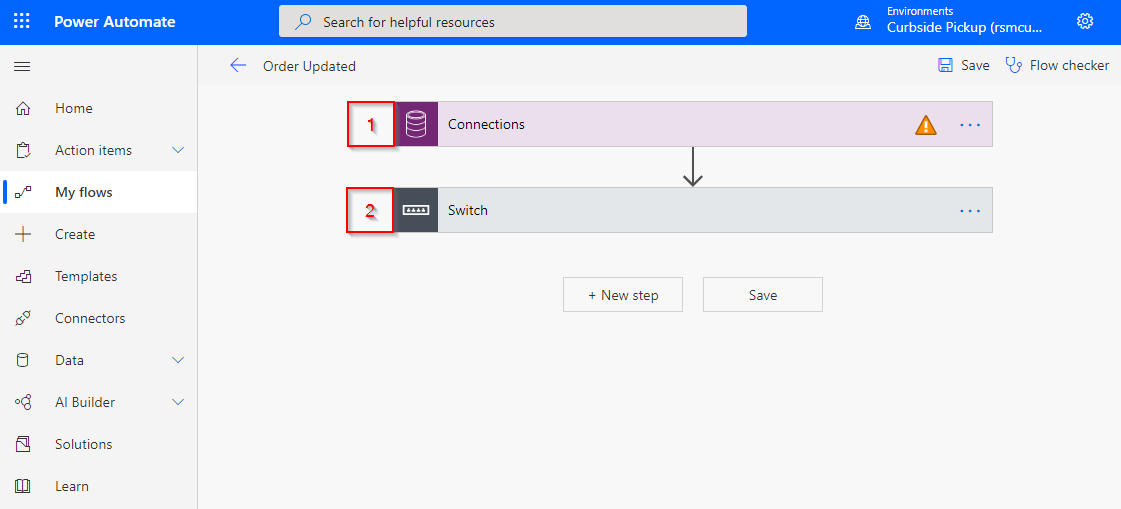 Power Automate
Search for helpful resources
Environments
Curbside Pickup (rsmcu...
Order Updated
Save
Flow checker
Home
Action items
My flows
Create
Templates
Connectors
Data
AI Builder
Solutions
Learn
1
Connections
2
Switch
+ New step
Save